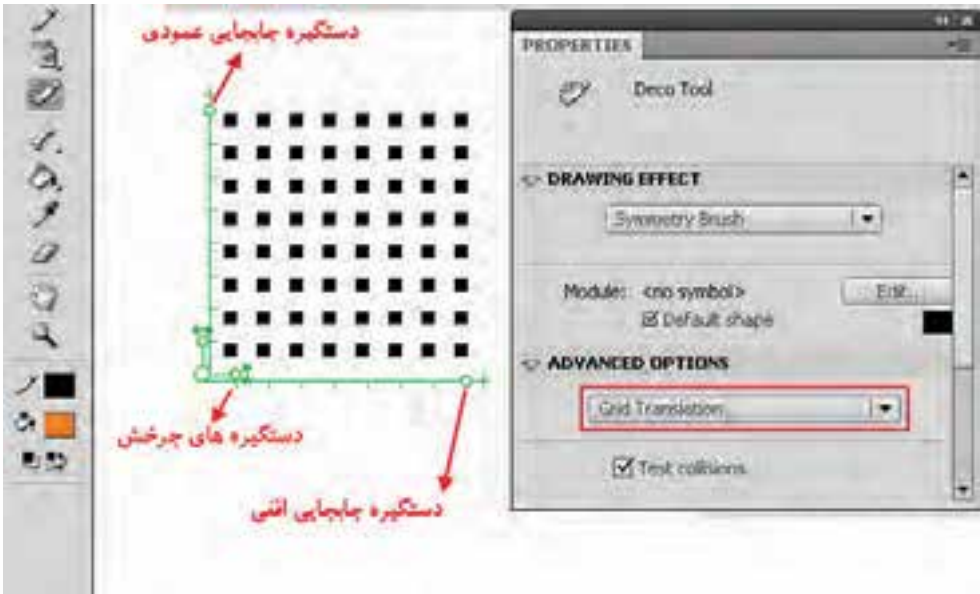 دستگیره جابجایی عمودی
دستگیره های چرخش
دستگیره جابجایی افقی
PROPERTIES
Deco Tool
DRAWING EFFECT
Symmetry Brush
Module: <no symbol> Edit...
Default shape
ADVANCED OPTIONS
Grid Translation
Test collisions